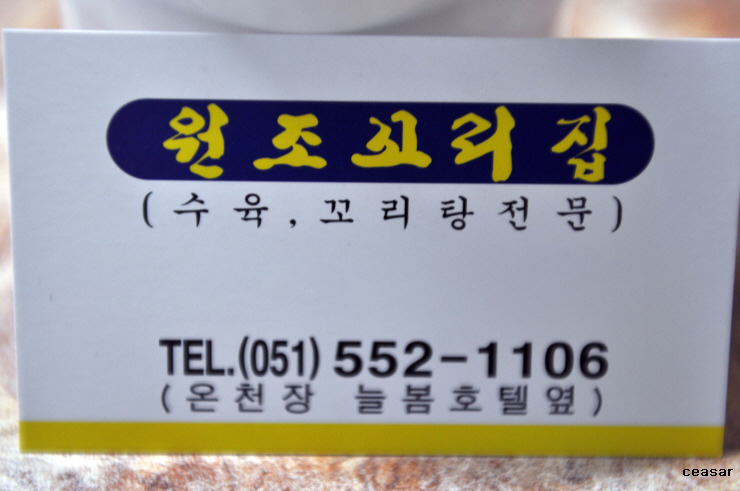 원조꼬리집
(수육,꼬리탕전문)
TEL.(051) 552-1106
(온천장 늘봄호텔옆)
ceasar